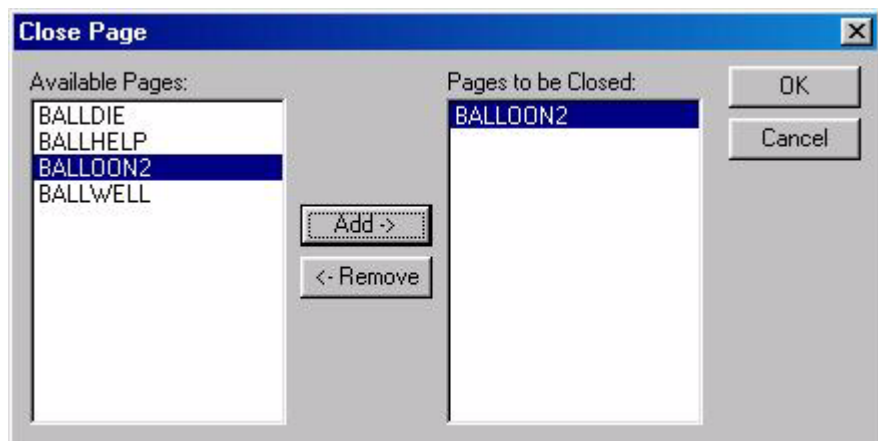 Close Page
Available Pages:
BALLDIE
BALLHELP
BALLOON2
BALLWELL
Add ->
<- Remove
Pages to be Closed:
BALLOON2
OK
Cancel